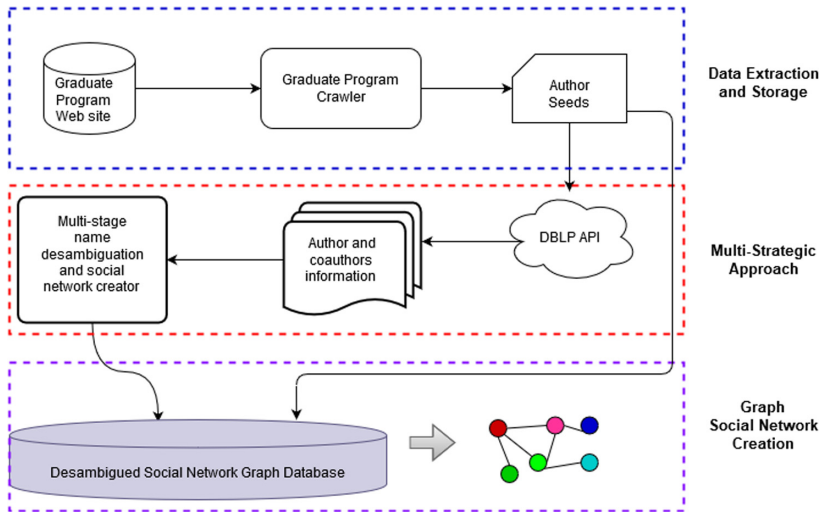 Graduate
Program
Web site
Graduate Program
Crawler
Author
Seeds
Data Extraction
and Storage
Multi-stage
name
desambiguation
and social
network creator
Author and
coauthors
information
DBLP API
Multi-Strategic
Approach
Desambigued Social Network Graph Database
Graph
Social Network
Creation